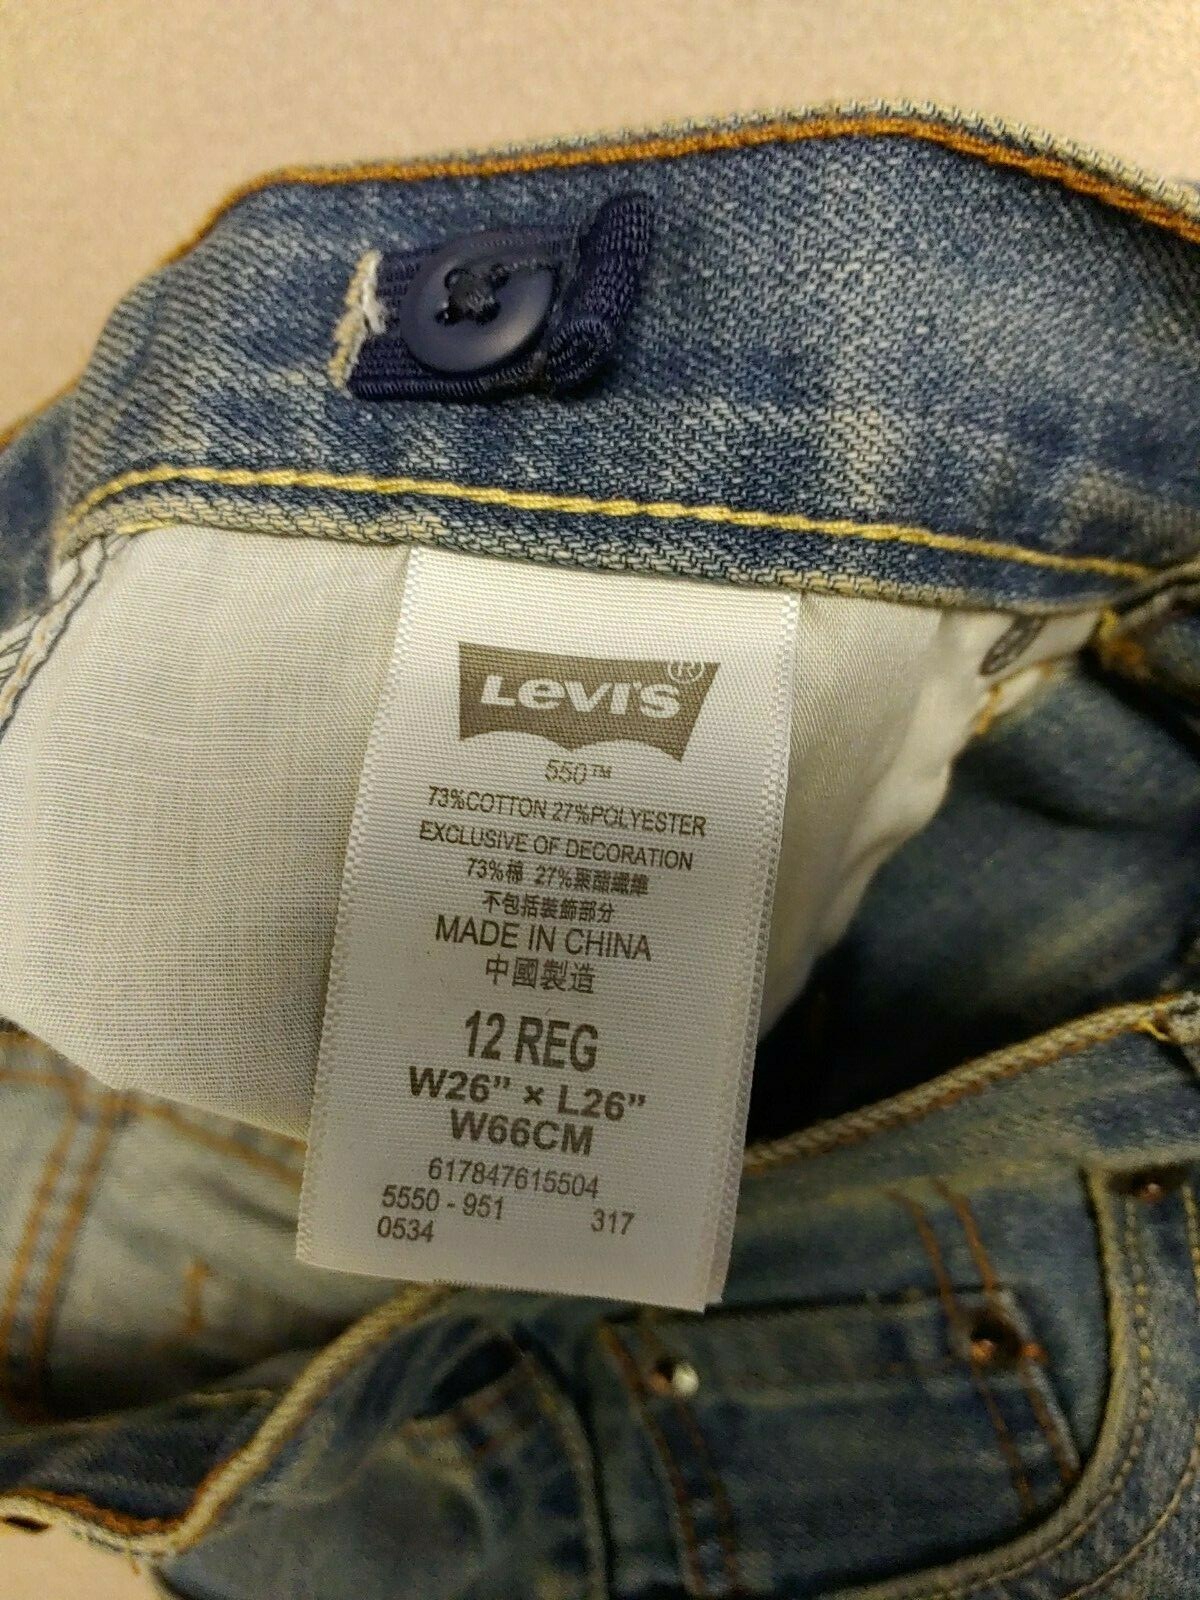 Levi's®
550™
73%COTTON 27%POLYESTER
EXCLUSIVE OF DECORATION
73%棉 27%聚酯纖維
不包括裝飾部分
MADE IN CHINA
中國製造
12 REG
W26" × L26"
W66CM
617847615504
5550 - 951 317
0534